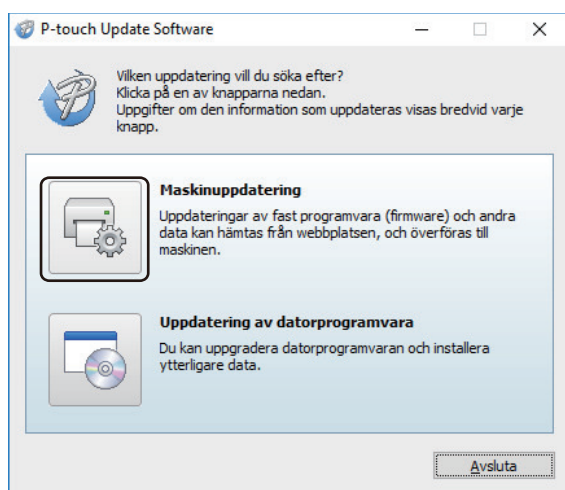 P-touch Update Software
Vilken uppdatering vill du söka efter?
Klicka på en av knapparna nedan.
Uppgifter om den information som uppdateras visas bredvid varje
knapp.
Maskinuppdatering
Uppdateringar av fast programvara (firmware) och andra
data kan hämtas från webbplatsen, och överföras till
maskinen.
Uppdatering av datorprogramvara
Du kan uppgradera datorprogramvaran och installera
ytterligare data.
Avsluta